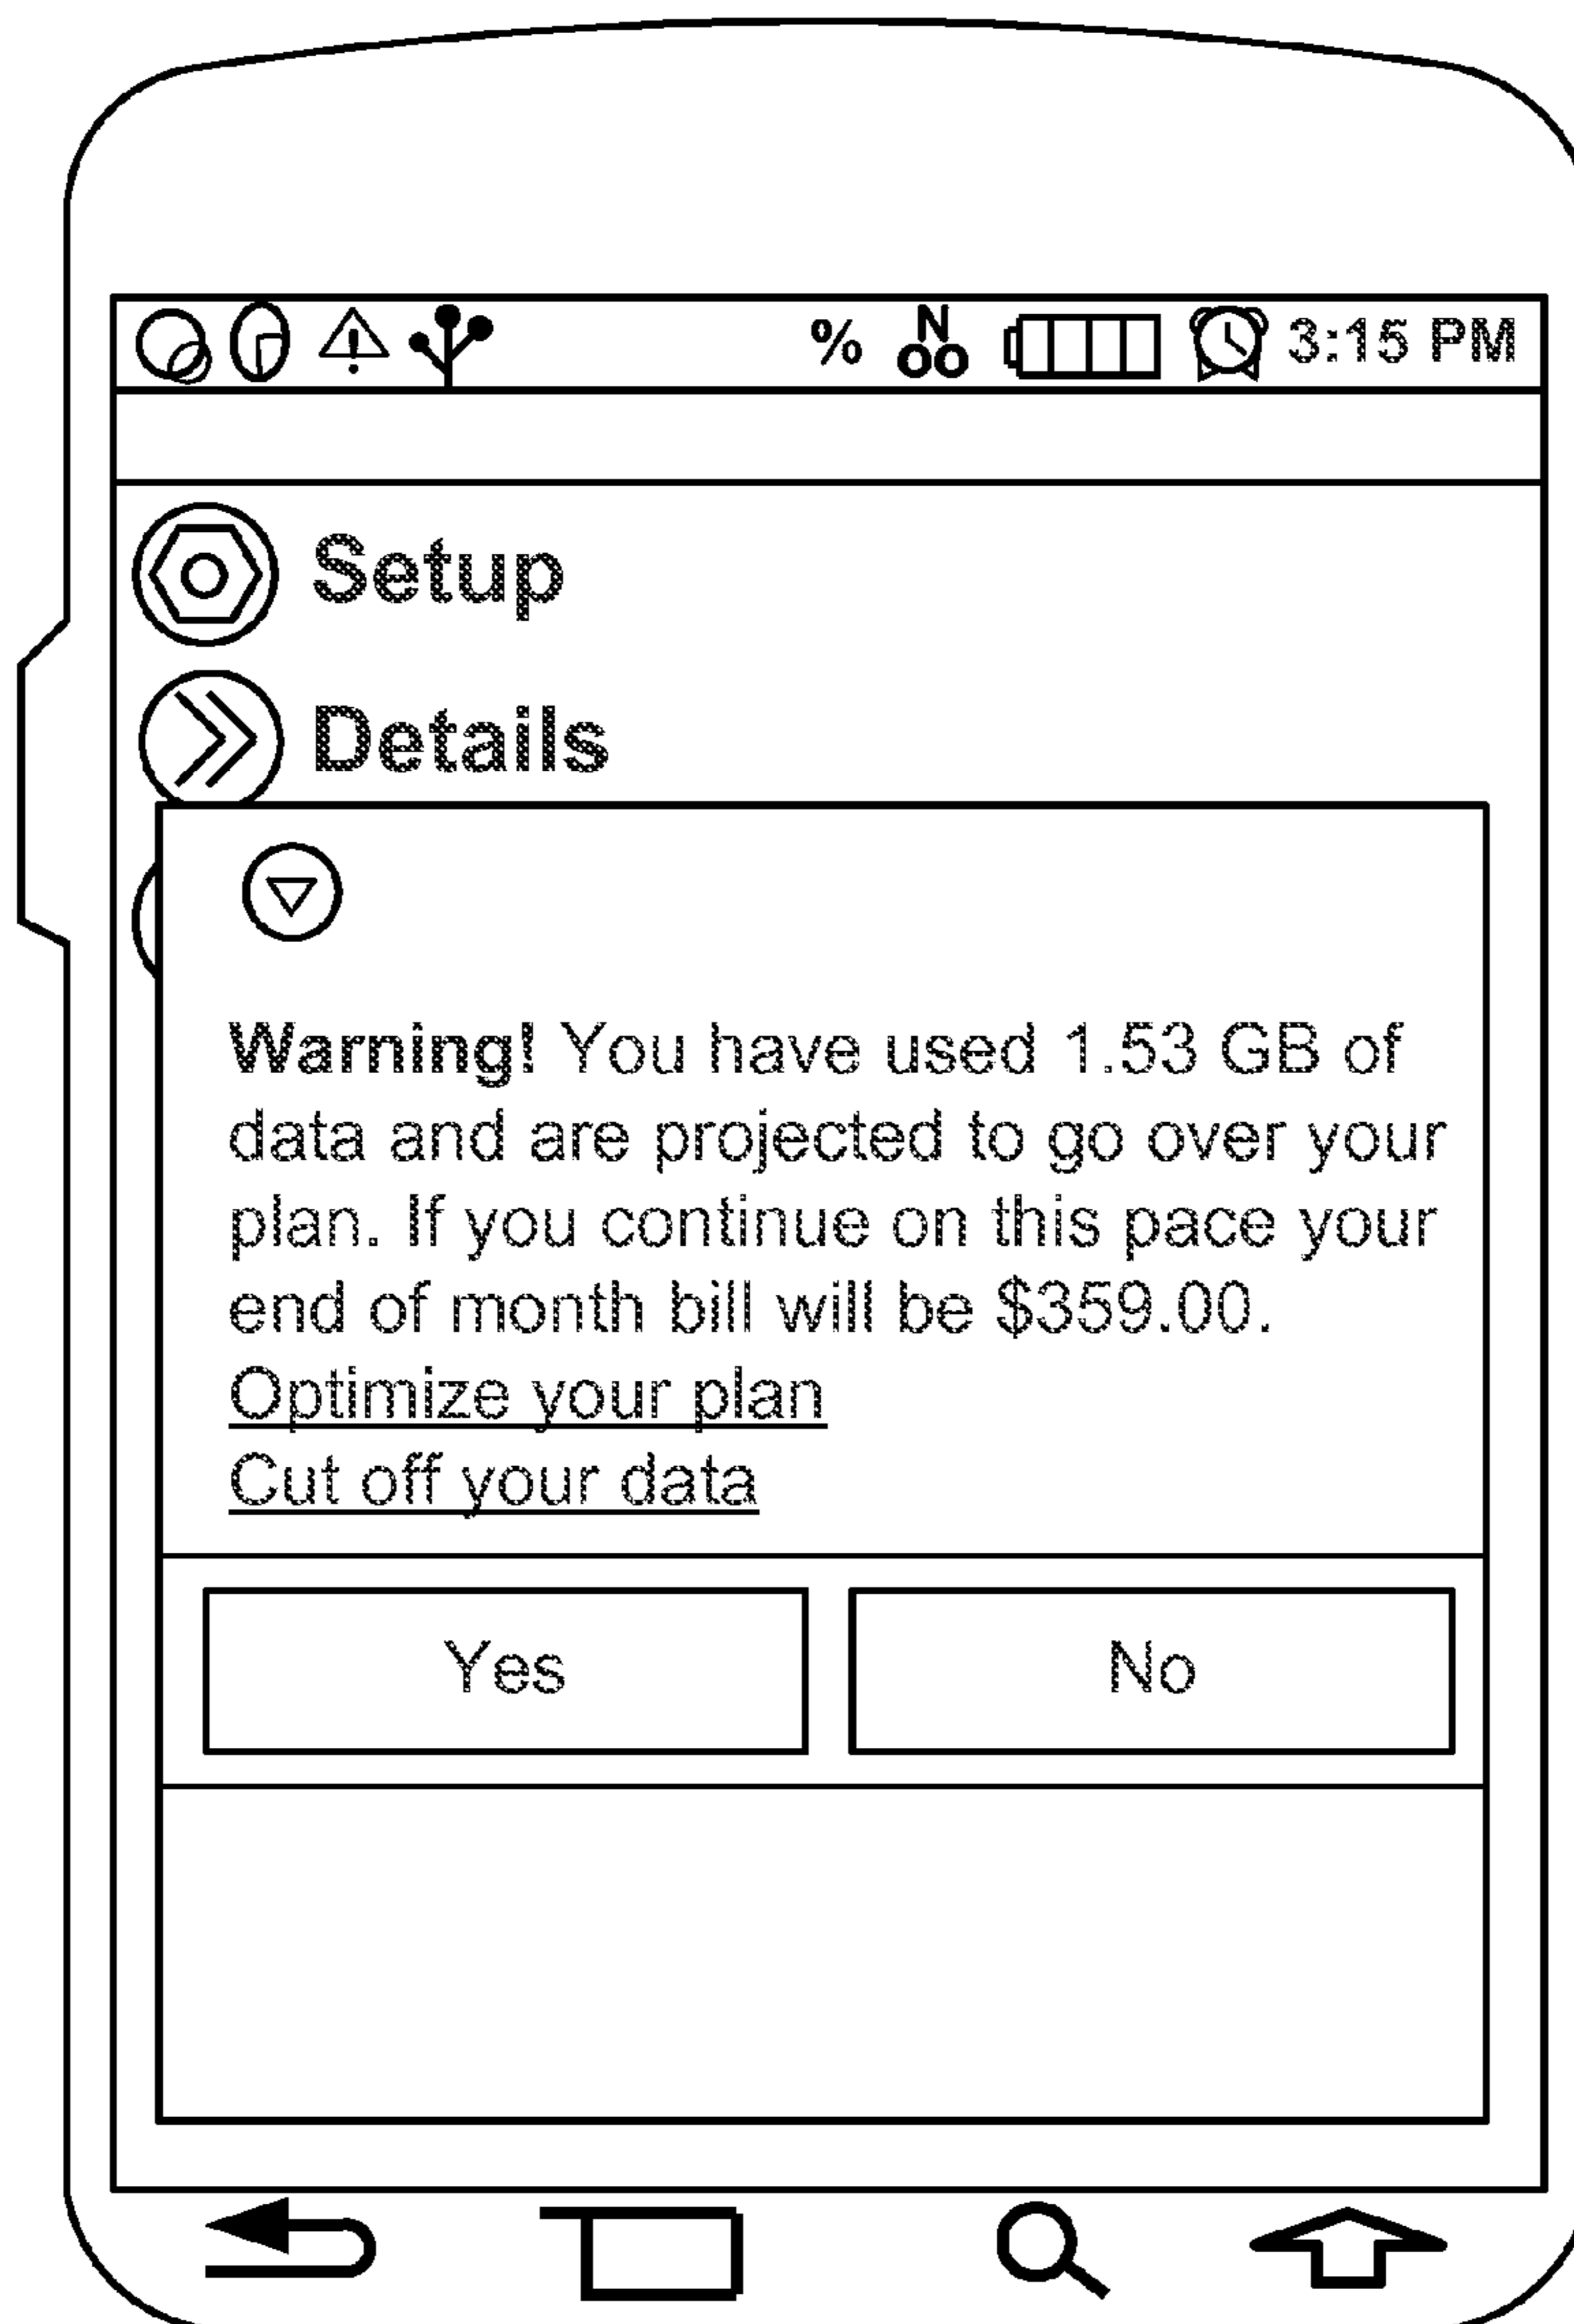 % N 3:15 PM
Setup
Details
Warning! You have used 1.53 GB of
data and are projected to go over your
plan. If you continue on this pace your
end of month bill will be $359.00.
Optimize your plan
Cut off your data
Yes No